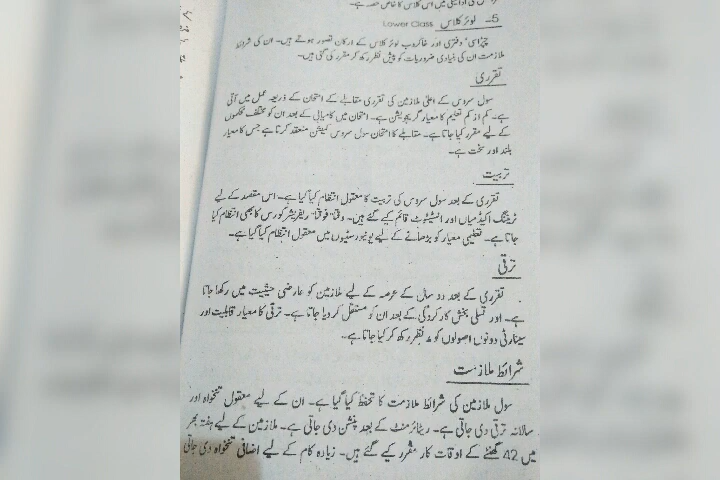 میں اس کلاس کا خاص حصہ ہے۔
5۔ لوئر کلاس Lower Class
چپڑاسی، دفتری اور خاکروب لوئر کلاس کے ارکان تصور ہوتے ہیں۔ ان کی شرائط
ملازمت ان کی بنیادی ضروریات کو پیش نظر رکھ کر مقرر کی گئی ہیں۔
تقرری
سول سروس کے اعلیٰ ملازمین کی تقرری مقابلے کے امتحان کے ذریعہ عمل میں آتی
ہے۔ کم از کم تعلیم کا معیار گریجویشن ہے۔ امتحان میں کامیابی کے بعد ان کو مختلف محکموں
کے لیے مقرر کیا جاتا ہے۔ مقابلے کا امتحان سول سروس کمیشن منعقد کرتا ہے جس کا معیار
بلند اور سخت ہے۔
تربیت
تقرری کے بعد سول سروس کی تربیت کا معقول انتظام کیا گیا ہے۔ اس مقصد کے لیے
ٹریننگ اکیڈمیاں اور انسٹیٹیوٹ قائم کیے گئے ہیں۔ وقتاً فوقتاً ریفریشر کورس کا بھی انتظام کیا
جاتا ہے۔ تعلیمی معیار کو بڑھانے کے لیے یونیورسٹیوں میں معقول انتظام کیا گیا ہے۔
ترقی
تقرری کے بعد دو سال کے عرصہ کے لیے ملازمین کو عارضی حیثیت میں رکھا جاتا
ہے۔ اور تسلی بخش کارکردگی کے بعد ان کو مستقل کر دیا جاتا ہے۔ ترقی کا معیار قابلیت اور
سینارٹی دونوں اصولوں کو مدنظر رکھ کر کیا جاتا ہے۔
شرائط ملازمت
سول ملازمین کی شرائط ملازمت کا تحفظ کیا گیا ہے۔ ان کے لیے معقول تنخواہ اور
سالانہ ترقی دی جاتی ہے۔ ریٹائرمنٹ کے بعد پنشن دی جاتی ہے۔ ملازمین کے لیے ہفتہ بھر
میں 42 گھنٹے کے اوقات کار مقرر کیے گئے ہیں۔ زیادہ کام کے لیے اضافی تنخواہ دی جاتی